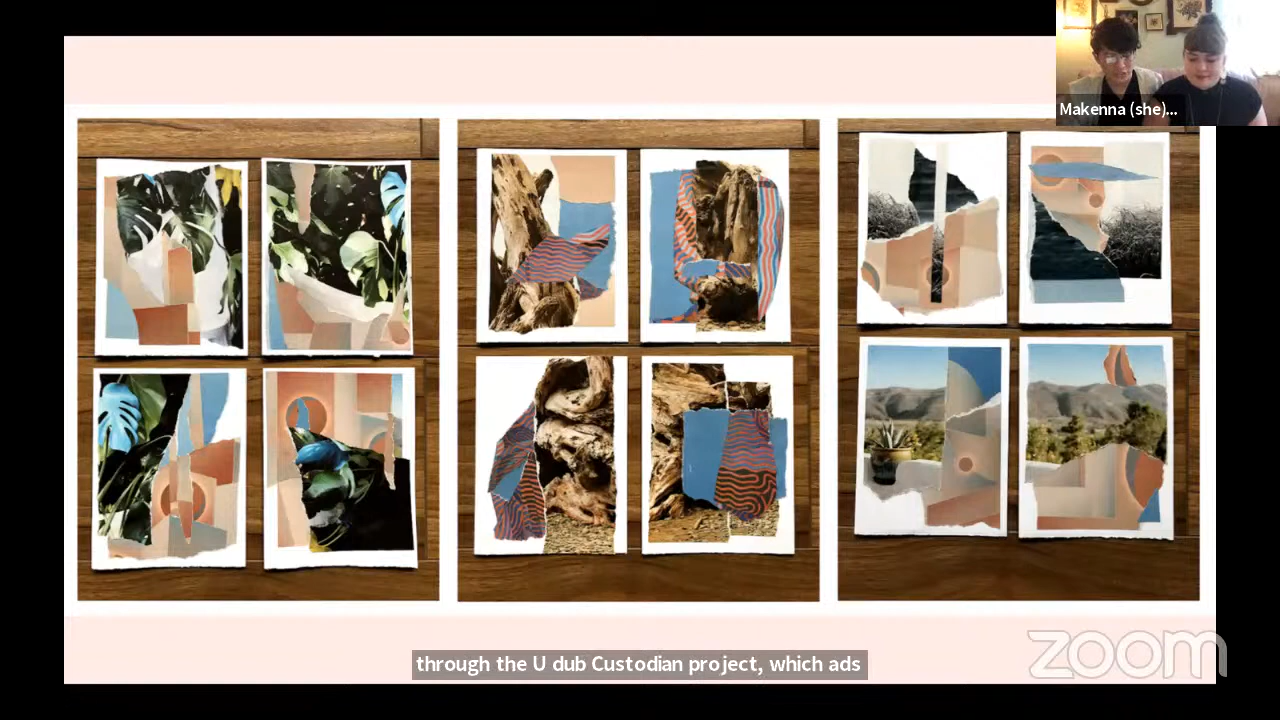 Makenna (she)...
through the U dub Custodian project, which ads
zoom